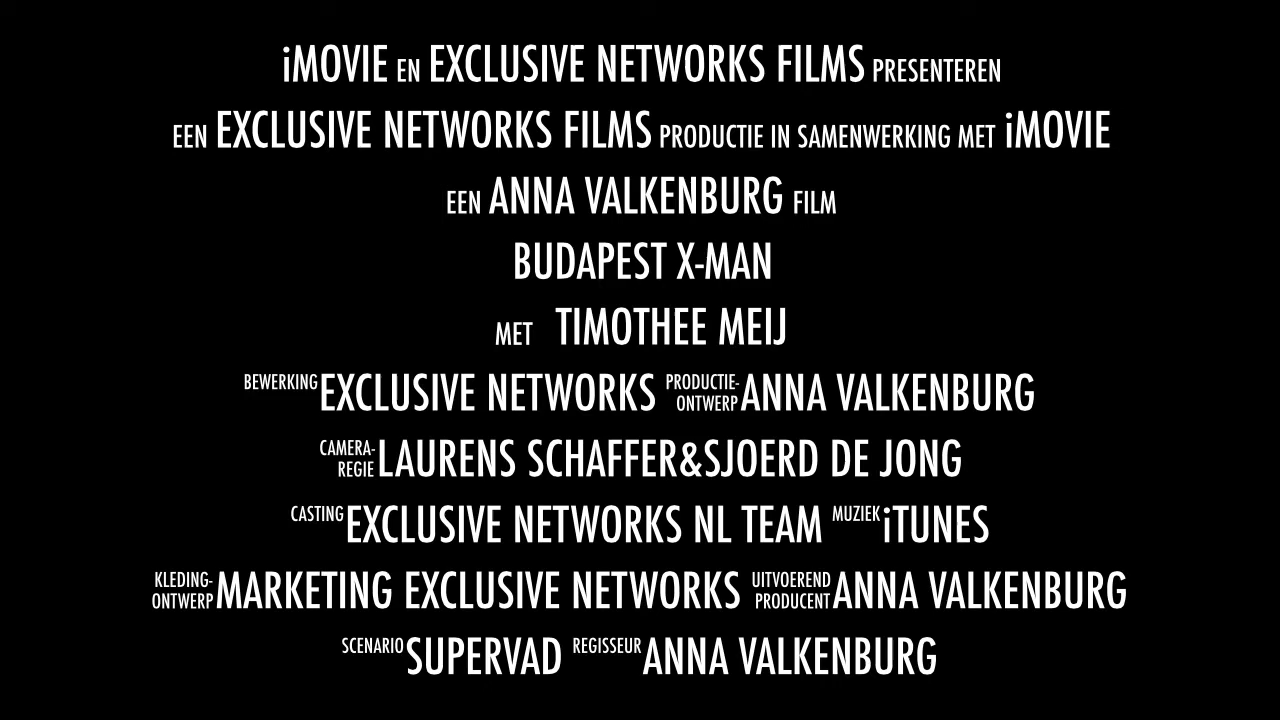 iMOVIE EN EXCLUSIVE NETWORKS FILMS PRESENTEREN
EEN EXCLUSIVE NETWORKS FILMS PRODUCTIE IN SAMENWERKING MET iMOVIE
EEN ANNA VALKENBURG FILM
BUDAPEST X-MAN
MET TIMOTHEE MEIJ
BEWERKING EXCLUSIVE NETWORKS PRODUCTIE-ONTWERP ANNA VALKENBURG
CAMERA-REGIE LAURENS SCHAFFER&SJOERD DE JONG
CASTING EXCLUSIVE NETWORKS NL TEAM MUZIEK iTUNES
KLEDING-ONTWERP MARKETING EXCLUSIVE NETWORKS UITVOEREND PRODUCENT ANNA VALKENBURG
SCENARIO SUPERVAD REGISSEUR ANNA VALKENBURG